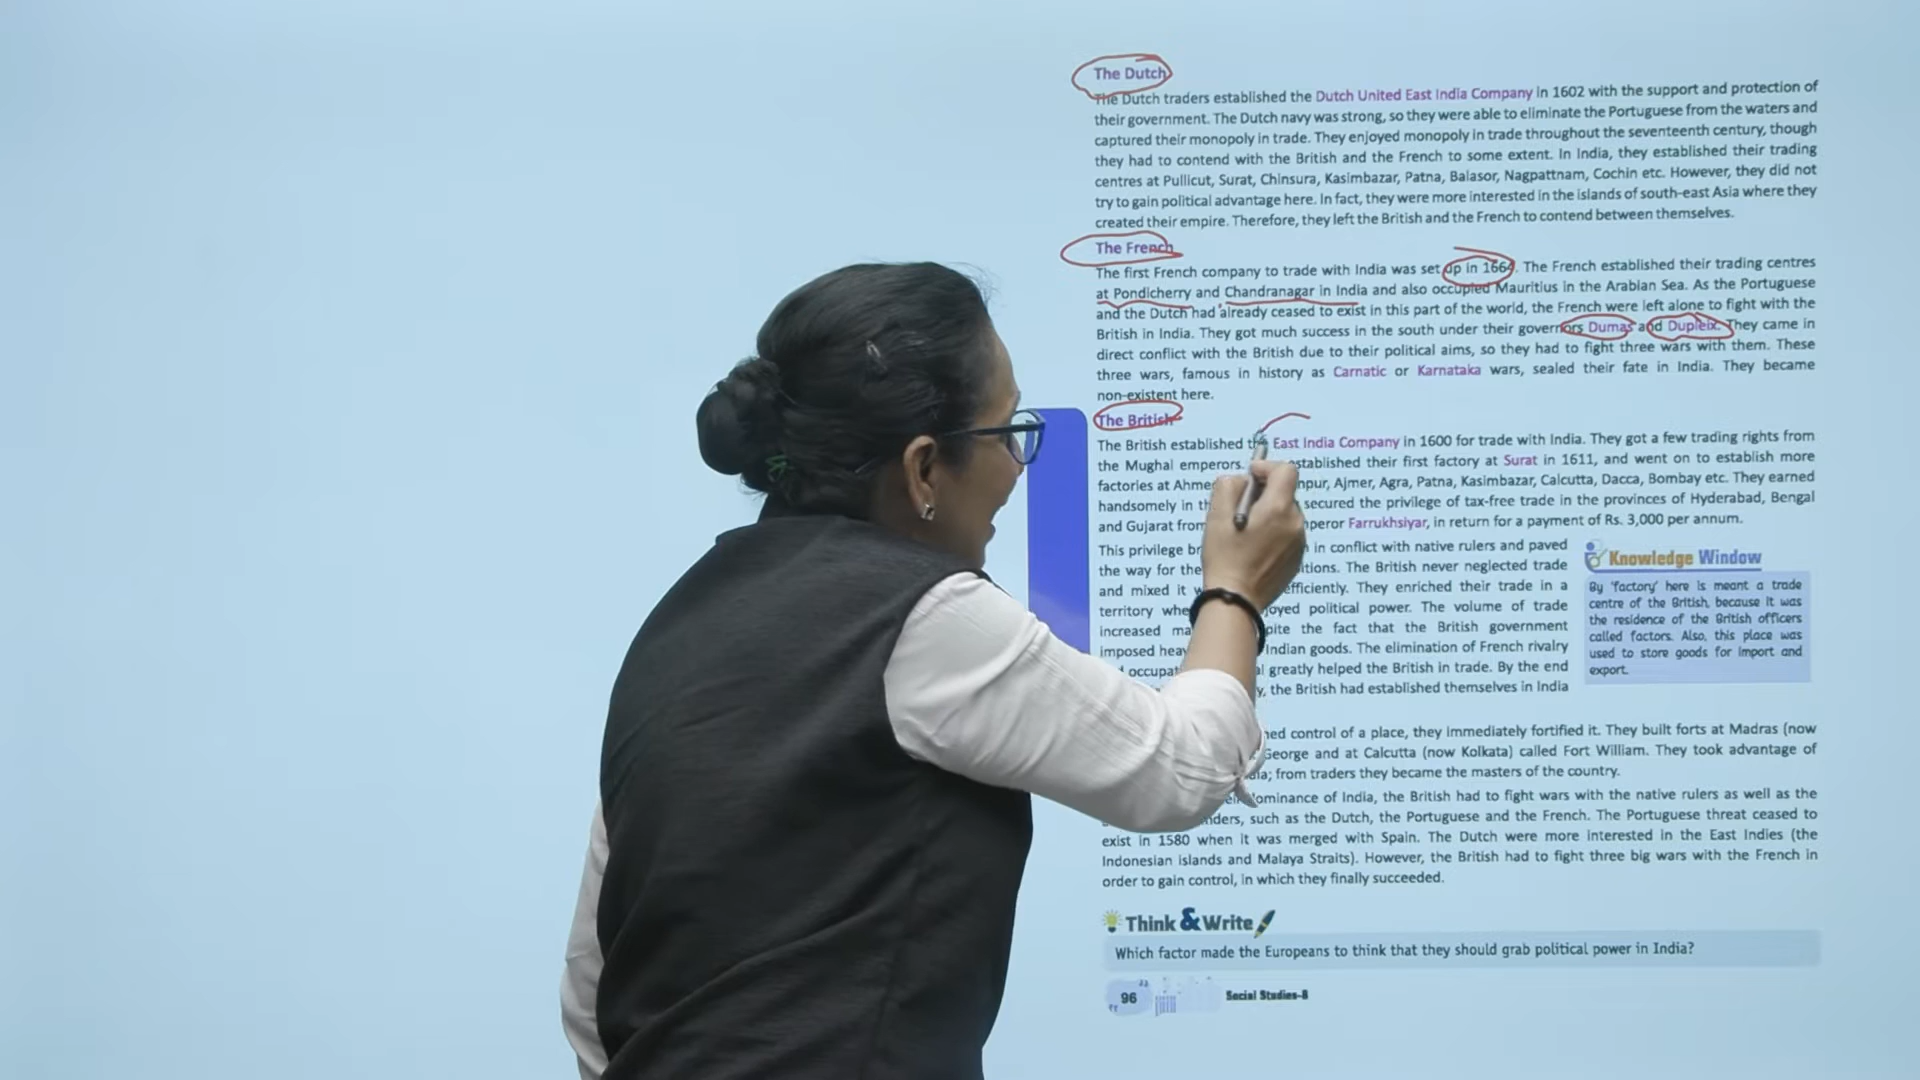 The Dutch
The Dutch traders established the Dutch United East India Company in 1602 with the support and protection of
their government. The Dutch navy was strong, so they were able to eliminate the Portuguese from the waters and
captured their monopoly in trade. They enjoyed monopoly in trade throughout the seventeenth century, though
they had to contend with the British and the French to some extent. In India, they established their trading
centres at Pullicut, Surat, Chinsura, Kasimbazar, Patna, Balasor, Nagpattnam, Cochin etc. However, they did not
try to gain political advantage here. In fact, they were more interested in the islands of south-east Asia where they
created their empire. Therefore, they left the British and the French to contend between themselves.
The French
The first French company to trade with India was set up in 1664. The French established their trading centres
at Pondicherry and Chandranagar in India and also occupied Mauritius in the Arabian Sea. As the Portuguese
and the Dutch had already ceased to exist in this part of the world, the French were left alone to fight with the
British in India. They got much success in the south under their governors Dumas and Dupleix. They came in
direct conflict with the British due to their political aims, so they had to fight three wars with them. These
three wars, famous in history as Carnatic or Karnataka wars, sealed their fate in India. They became
non-existent here.
The British
The British established the East India Company in 1600 for trade with India. They got a few trading rights from
the Mughal emperors. established their first factory at Surat in 1611, and went on to establish more
factories at Ajmer, Agra, Patna, Kasimbazar, Calcutta, Dacca, Bombay etc. They earned
handsomely in secured the privilege of tax-free trade in the provinces of Hyderabad, Bengal
and Gujarat from Farrukhsiyar, in return for a payment of Rs. 3,000 per annum.
This privilege in conflict with native rulers and paved
the way for the The British never neglected trade
and mixed it efficiently. They enriched their trade in a
territory political power. The volume of trade
increased the fact that the British government
imposed Indian goods. The elimination of French rivalry
greatly helped the British in trade. By the end
the British had established themselves in India
Knowledge Window
By 'factory' here is meant a trade
centre of the British, because it was
the residence of the British officers
called factors. Also, this place was
used to store goods for import and
export.
control of a place, they immediately fortified it. They built forts at Madras (now
George and at Calcutta (now Kolkata) called Fort William. They took advantage of
from traders they became the masters of the country.
dominance of India, the British had to fight wars with the native rulers as well as the
such as the Dutch, the Portuguese and the French. The Portuguese threat ceased to
exist in 1580 when it was merged with Spain. The Dutch were more interested in the East Indies (the
Indonesian islands and Malaya Straits). However, the British had to fight three big wars with the French in
order to gain control, in which they finally succeeded.
Think & Write
Which factor made the Europeans to think that they should grab political power in India?
96 Social Studies-8